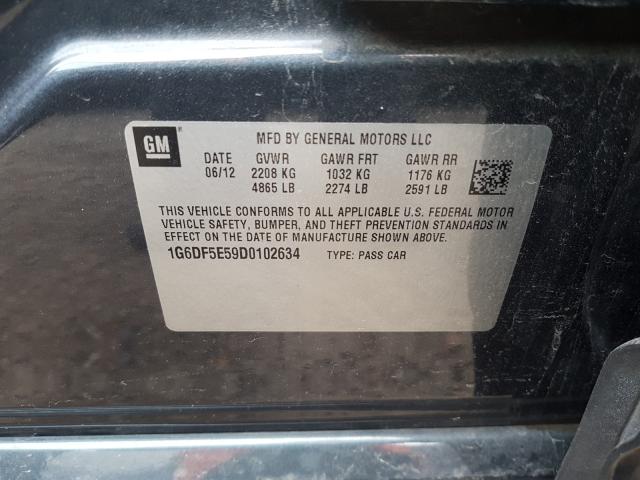 GM
MFD BY GENERAL MOTORS LLC
DATE GVWR GAWR FRT GAWR RR
06/12 2208 KG 1032 KG 1176 KG
4865 LB 2274 LB 2591 LB
THIS VEHICLE CONFORMS TO ALL APPLICABLE U.S. FEDERAL MOTOR
VEHICLE SAFETY, BUMPER, AND THEFT PREVENTION STANDARDS IN
EFFECT ON THE DATE OF MANUFACTURE SHOWN ABOVE.
1G6DF5E59D0102634 TYPE: PASS CAR